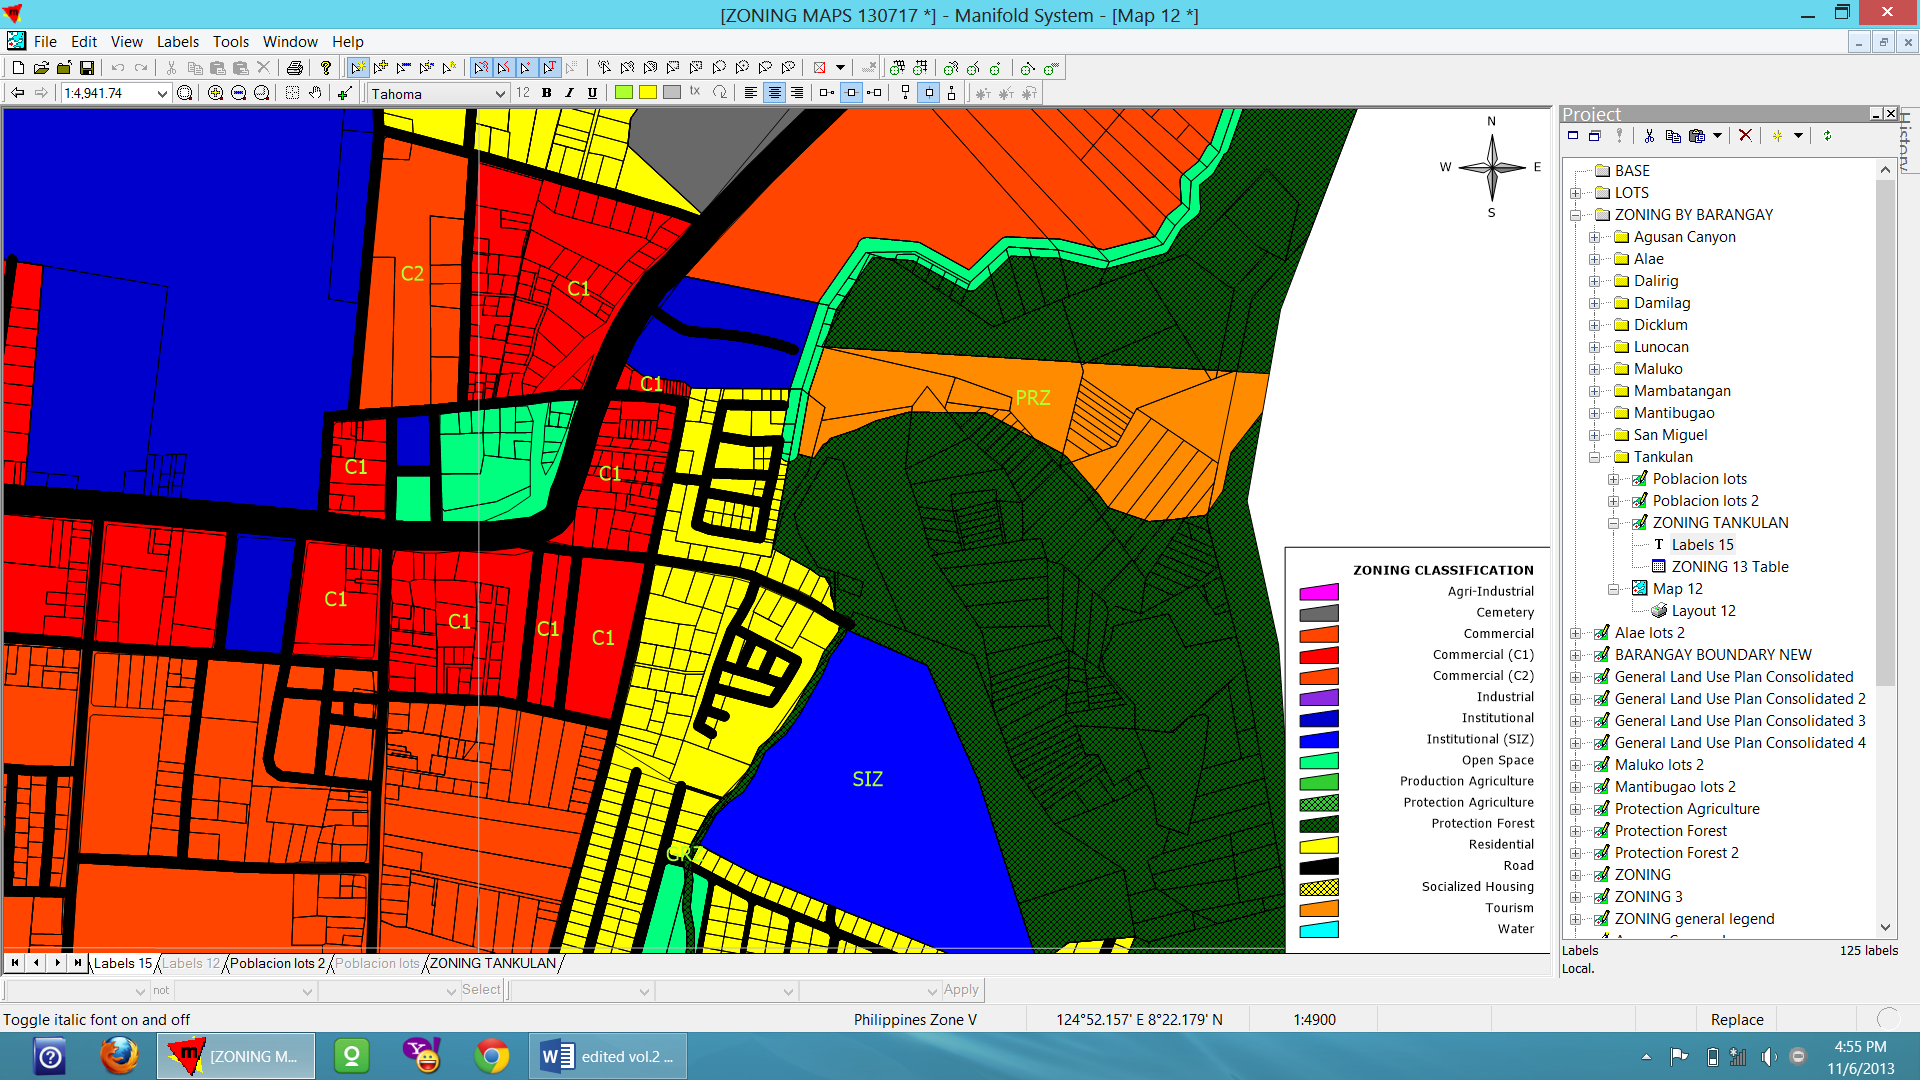 [ZONING MAPS 130717 *] - Manifold System - [Map 12 *]
File Edit View Labels Tools Window Help
1:4,941.74 Tahoma 12 B I U tx
Project
History
BASE
LOTS
ZONING BY BARANGAY
Agusan Canyon
Alae
Dalirig
Damilag
Dicklum
Lunocan
Maluko
Mambatangan
Mantibugao
San Miguel
Tankulan
Poblacion lots
Poblacion lots 2
ZONING TANKULAN
T Labels 15
ZONING 13 Table
Map 12
Layout 12
Alae lots 2
BARANGAY BOUNDARY NEW
General Land Use Plan Consolidated
General Land Use Plan Consolidated 2
General Land Use Plan Consolidated 3
General Land Use Plan Consolidated 4
Maluko lots 2
Mantibugao lots 2
Protection Agriculture
Protection Forest
Protection Forest 2
ZONING
ZONING 3
ZONING general legend
Labels 125 labels
Local.
N
W E
S
C2
C1
C1
PRZ
C1
C1
C1
C1
C1
C1
SIZ
GRZ
ZONING CLASSIFICATION
Agri-Industrial
Cemetery
Commercial
Commercial (C1)
Commercial (C2)
Industrial
Institutional
Institutional (SIZ)
Open Space
Production Agriculture
Protection Agriculture
Protection Forest
Residential
Road
Socialized Housing
Tourism
Water
Labels 15 Labels 12 Poblacion lots 2 Poblacion lots ZONING TANKULAN
not Select Apply
Toggle italic font on and off Philippines Zone V 124°52.157' E 8°22.179' N 1:4900 Replace
[ZONING M... edited vol.2 ...
4:55 PM
11/6/2013